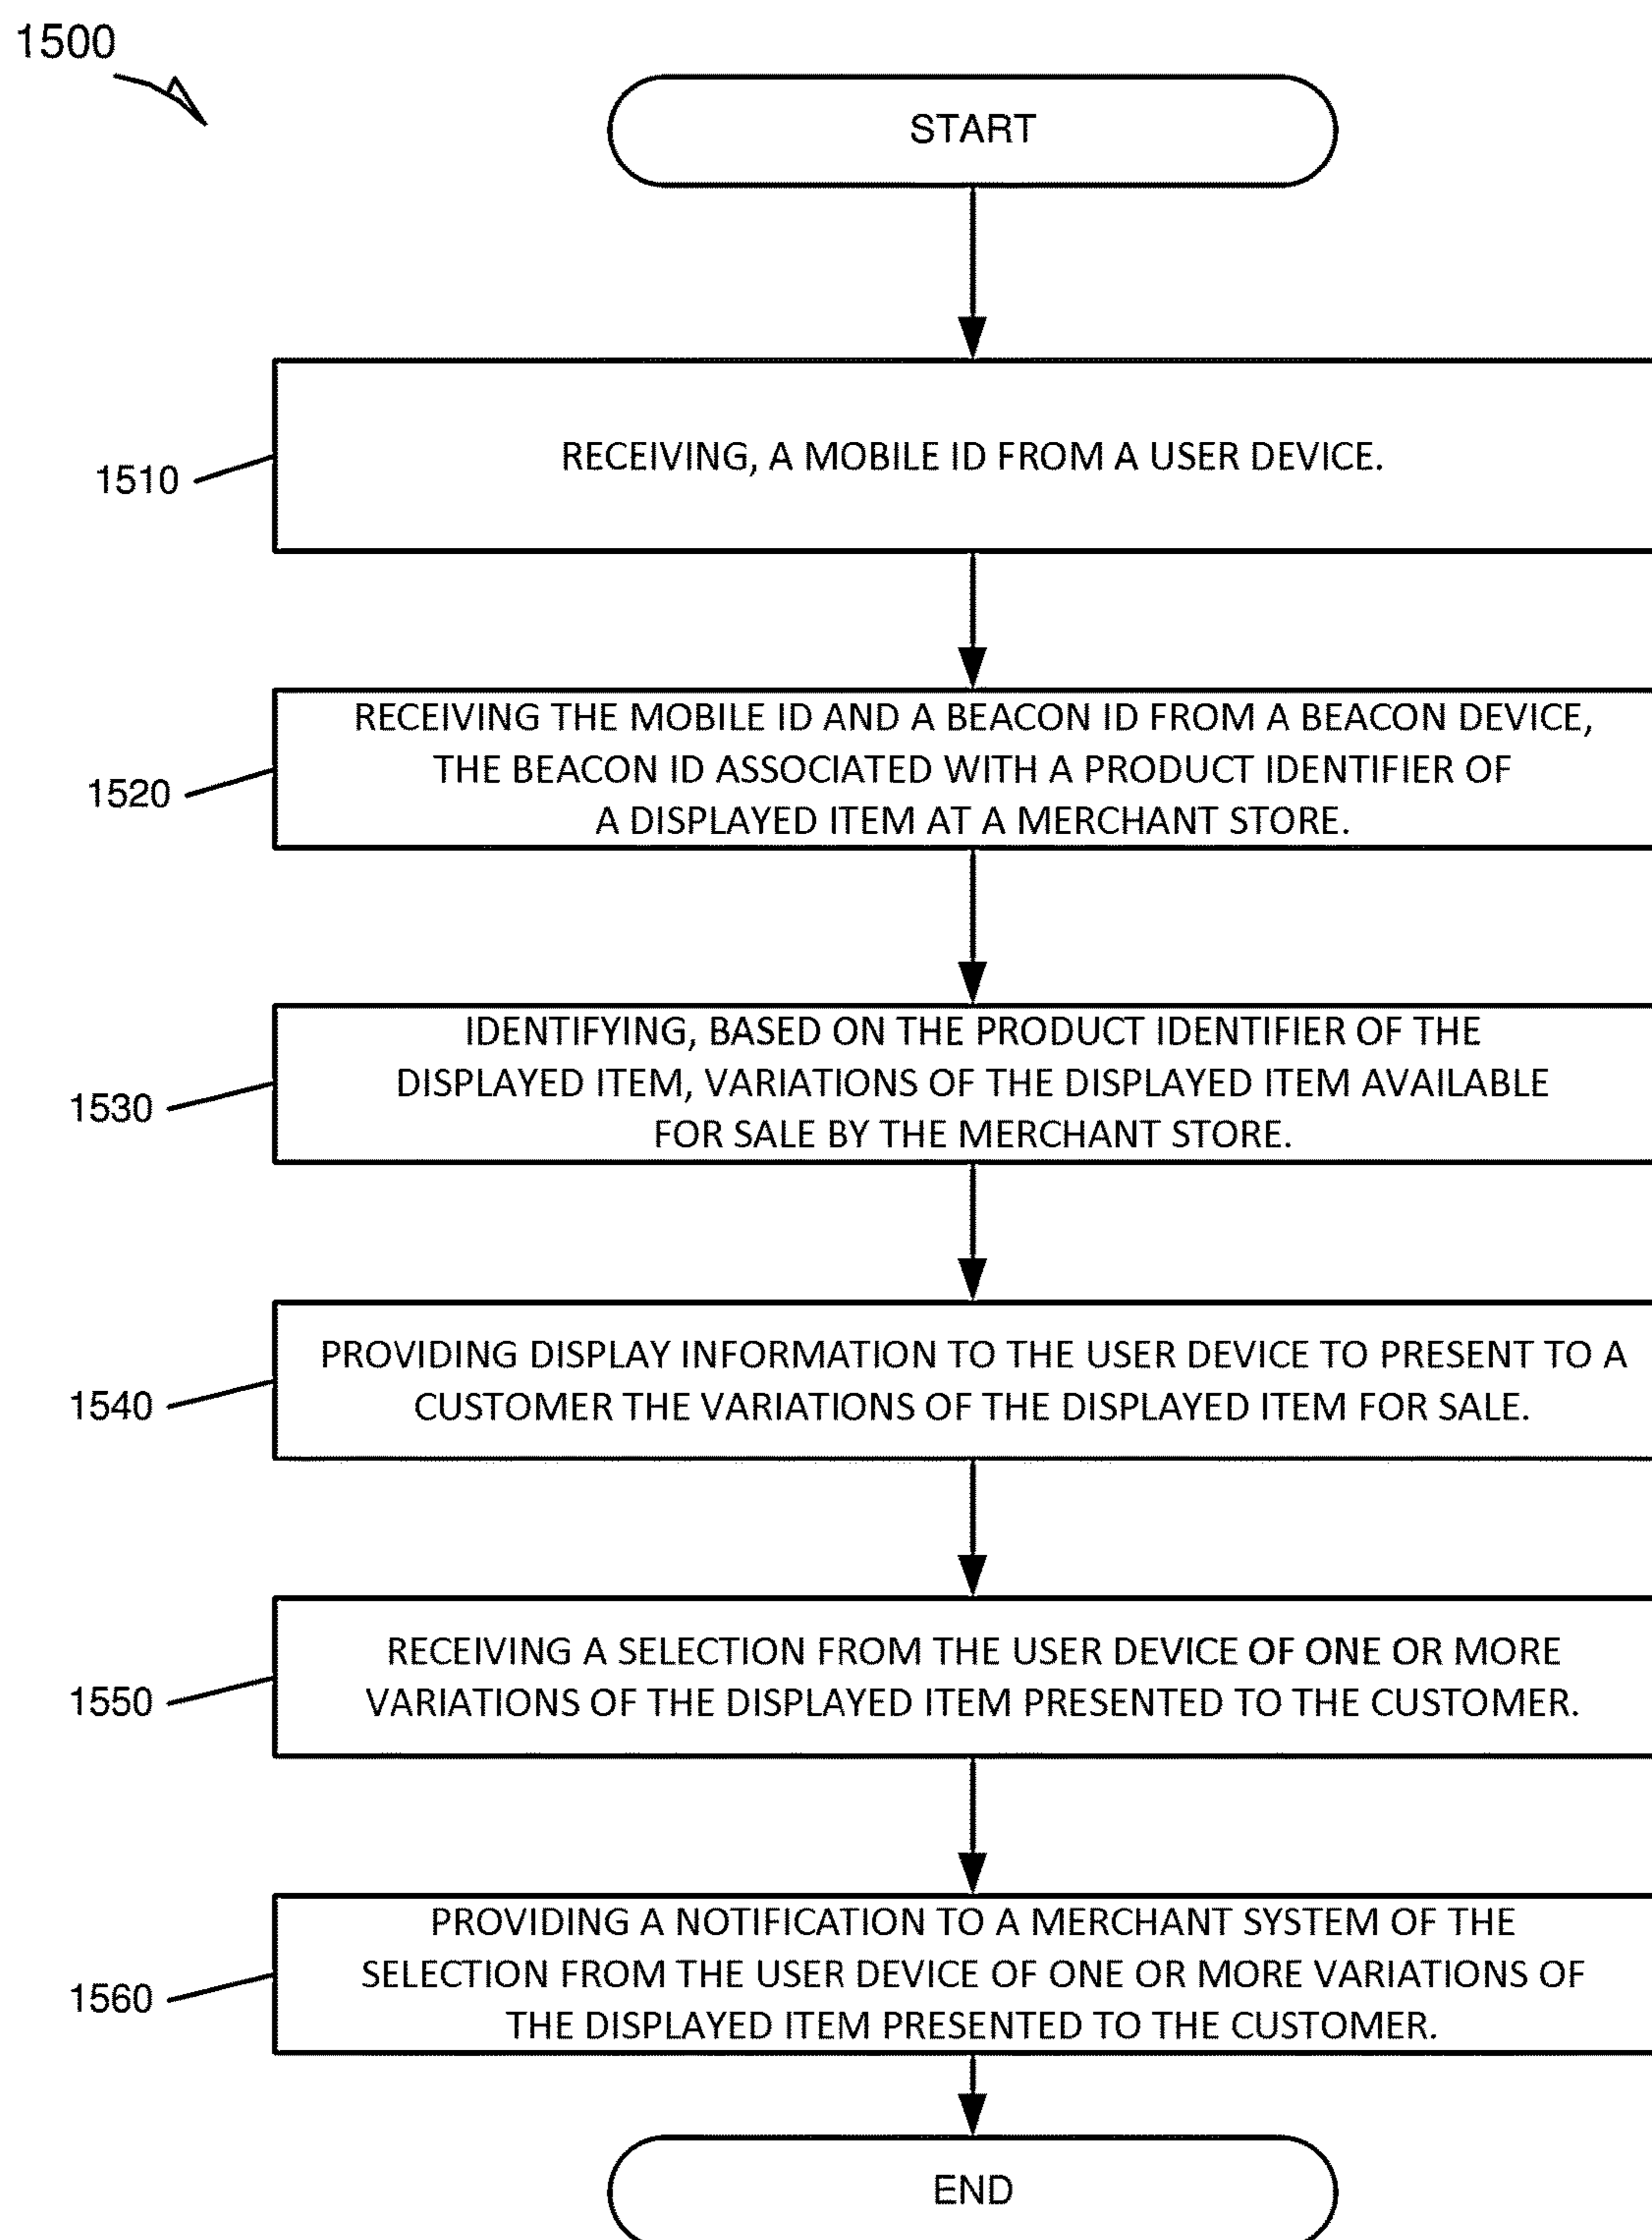 1500
START
1510
RECEIVING, A MOBILE ID FROM A USER DEVICE.
1520
RECEIVING THE MOBILE ID AND A BEACON ID FROM A BEACON DEVICE,
THE BEACON ID ASSOCIATED WITH A PRODUCT IDENTIFIER OF
A DISPLAYED ITEM AT A MERCHANT STORE.
1530
IDENTIFYING, BASED ON THE PRODUCT IDENTIFIER OF THE
DISPLAYED ITEM, VARIATIONS OF THE DISPLAYED ITEM AVAILABLE
FOR SALE BY THE MERCHANT STORE.
1540
PROVIDING DISPLAY INFORMATION TO THE USER DEVICE TO PRESENT TO A
CUSTOMER THE VARIATIONS OF THE DISPLAYED ITEM FOR SALE.
1550
RECEIVING A SELECTION FROM THE USER DEVICE OF ONE OR MORE
VARIATIONS OF THE DISPLAYED ITEM PRESENTED TO THE CUSTOMER.
1560
PROVIDING A NOTIFICATION TO A MERCHANT SYSTEM OF THE
SELECTION FROM THE USER DEVICE OF ONE OR MORE VARIATIONS OF
THE DISPLAYED ITEM PRESENTED TO THE CUSTOMER.
END